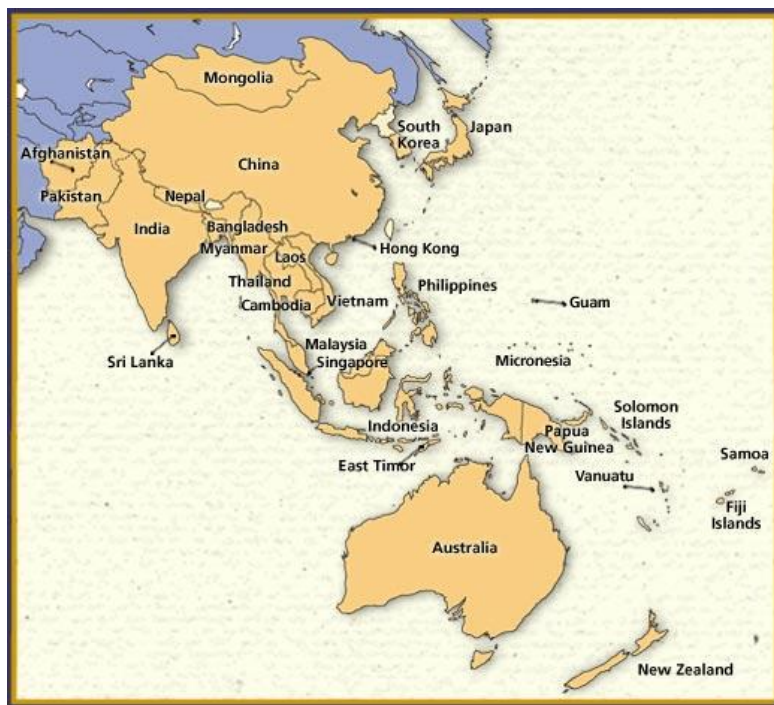 Mongolia
South
Korea
Japan
Afghanistan
China
Pakistan
Nepal
India
Bangladesh
Myanmar
Hong Kong
Laos
Thailand
Philippines
Cambodia
Vietnam
Guam
Malaysia
Singapore
Sri Lanka
Micronesia
Indonesia
Solomon
Islands
Papua
New Guinea
East Timor
Samoa
Vanuatu
Fiji
Islands
Australia
New Zealand